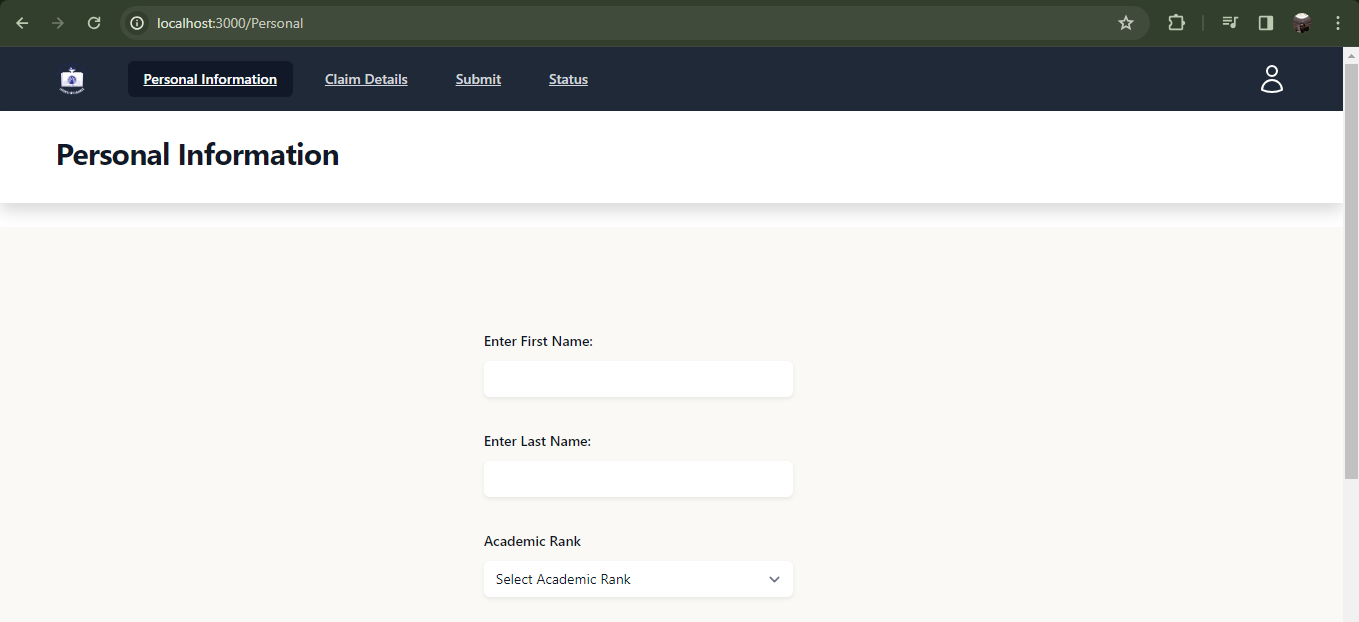 localhost:3000/Personal
Personal Information Claim Details Submit Status
Personal Information
Enter First Name:
Enter Last Name:
Academic Rank
Select Academic Rank